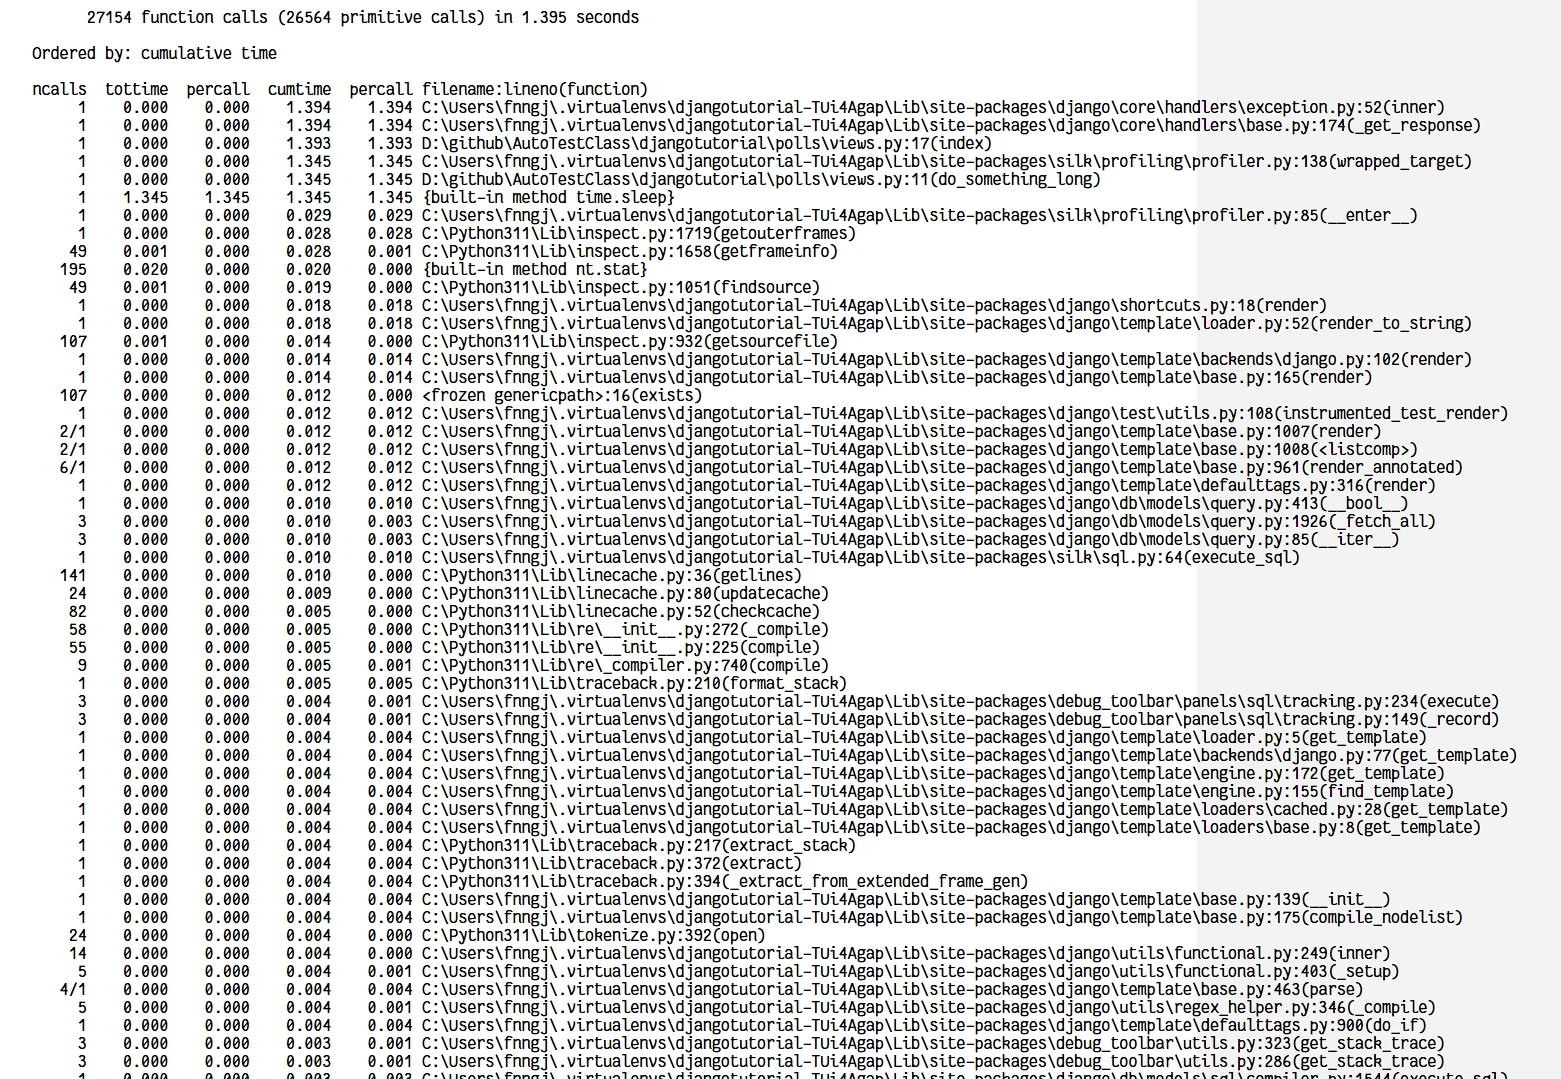 27154 function calls (26564 primitive calls) in 1.395 seconds
Ordered by: cumulative time
ncalls tottime percall cumtime percall filename:lineno(function)
1 0.000 0.000 1.394 1.394 C:\Users\fnngj\.virtualenvs\djangotutorial-TUi4Agap\Lib\site-packages\django\core\handlers\exception.py:52(inner)
1 0.000 0.000 1.394 1.394 C:\Users\fnngj\.virtualenvs\djangotutorial-TUi4Agap\Lib\site-packages\django\core\handlers\base.py:174(_get_response)
1 0.000 0.000 1.393 1.393 D:\github\AutoTestClass\djangotutorial\polls\views.py:17(index)
1 0.000 0.000 1.345 1.345 C:\Users\fnngj\.virtualenvs\djangotutorial-TUi4Agap\Lib\site-packages\silk\profiling\profiler.py:138(wrapped_target)
1 0.000 0.000 1.345 1.345 D:\github\AutoTestClass\djangotutorial\polls\views.py:11(do_something_long)
1 1.345 1.345 1.345 1.345 {built-in method time.sleep}
1 0.000 0.000 0.029 0.029 C:\Users\fnngj\.virtualenvs\djangotutorial-TUi4Agap\Lib\site-packages\silk\profiling\profiler.py:85(__enter__)
1 0.000 0.000 0.028 0.028 C:\Python311\Lib\inspect.py:1719(getouterframes)
49 0.001 0.000 0.028 0.001 C:\Python311\Lib\inspect.py:1658(getframeinfo)
195 0.020 0.000 0.020 0.000 {built-in method nt.stat}
49 0.001 0.000 0.019 0.000 C:\Python311\Lib\inspect.py:1051(findsource)
1 0.000 0.000 0.018 0.018 C:\Users\fnngj\.virtualenvs\djangotutorial-TUi4Agap\Lib\site-packages\django\shortcuts.py:18(render)
1 0.000 0.000 0.018 0.018 C:\Users\fnngj\.virtualenvs\djangotutorial-TUi4Agap\Lib\site-packages\django\template\loader.py:52(render_to_string)
107 0.001 0.000 0.014 0.000 C:\Python311\Lib\inspect.py:932(getsourcefile)
1 0.000 0.000 0.014 0.014 C:\Users\fnngj\.virtualenvs\djangotutorial-TUi4Agap\Lib\site-packages\django\template\backends\django.py:102(render)
1 0.000 0.000 0.014 0.014 C:\Users\fnngj\.virtualenvs\djangotutorial-TUi4Agap\Lib\site-packages\django\template\base.py:165(render)
107 0.000 0.000 0.012 0.000 <frozen genericpath>:16(exists)
1 0.000 0.000 0.012 0.012 C:\Users\fnngj\.virtualenvs\djangotutorial-TUi4Agap\Lib\site-packages\django\test\utils.py:108(instrumented_test_render)
2/1 0.000 0.000 0.012 0.012 C:\Users\fnngj\.virtualenvs\djangotutorial-TUi4Agap\Lib\site-packages\django\template\base.py:1007(render)
2/1 0.000 0.000 0.012 0.012 C:\Users\fnngj\.virtualenvs\djangotutorial-TUi4Agap\Lib\site-packages\django\template\base.py:1008(<listcomp>)
6/1 0.000 0.000 0.012 0.012 C:\Users\fnngj\.virtualenvs\djangotutorial-TUi4Agap\Lib\site-packages\django\template\base.py:961(render_annotated)
1 0.000 0.000 0.012 0.012 C:\Users\fnngj\.virtualenvs\djangotutorial-TUi4Agap\Lib\site-packages\django\template\defaulttags.py:316(render)
1 0.000 0.000 0.010 0.010 C:\Users\fnngj\.virtualenvs\djangotutorial-TUi4Agap\Lib\site-packages\django\db\models\query.py:413(__bool__)
3 0.000 0.000 0.010 0.003 C:\Users\fnngj\.virtualenvs\djangotutorial-TUi4Agap\Lib\site-packages\django\db\models\query.py:1926(_fetch_all)
3 0.000 0.000 0.010 0.003 C:\Users\fnngj\.virtualenvs\djangotutorial-TUi4Agap\Lib\site-packages\django\db\models\query.py:85(__iter__)
1 0.000 0.000 0.010 0.010 C:\Users\fnngj\.virtualenvs\djangotutorial-TUi4Agap\Lib\site-packages\silk\sql.py:64(execute_sql)
141 0.000 0.000 0.010 0.000 C:\Python311\Lib\linecache.py:36(getlines)
24 0.000 0.000 0.009 0.000 C:\Python311\Lib\linecache.py:80(updatecache)
82 0.000 0.000 0.005 0.000 C:\Python311\Lib\linecache.py:52(checkcache)
58 0.000 0.000 0.005 0.000 C:\Python311\Lib\re\__init__.py:272(_compile)
55 0.000 0.000 0.005 0.000 C:\Python311\Lib\re\__init__.py:225(compile)
9 0.000 0.000 0.005 0.001 C:\Python311\Lib\re\_compiler.py:740(compile)
1 0.000 0.000 0.005 0.005 C:\Python311\Lib\traceback.py:210(format_stack)
3 0.000 0.000 0.004 0.001 C:\Users\fnngj\.virtualenvs\djangotutorial-TUi4Agap\Lib\site-packages\debug_toolbar\panels\sql\tracking.py:234(execute)
3 0.000 0.000 0.004 0.001 C:\Users\fnngj\.virtualenvs\djangotutorial-TUi4Agap\Lib\site-packages\debug_toolbar\panels\sql\tracking.py:149(_record)
1 0.000 0.000 0.004 0.004 C:\Users\fnngj\.virtualenvs\djangotutorial-TUi4Agap\Lib\site-packages\django\template\loader.py:5(get_template)
1 0.000 0.000 0.004 0.004 C:\Users\fnngj\.virtualenvs\djangotutorial-TUi4Agap\Lib\site-packages\django\template\backends\django.py:77(get_template)
1 0.000 0.000 0.004 0.004 C:\Users\fnngj\.virtualenvs\djangotutorial-TUi4Agap\Lib\site-packages\django\template\engine.py:172(get_template)
1 0.000 0.000 0.004 0.004 C:\Users\fnngj\.virtualenvs\djangotutorial-TUi4Agap\Lib\site-packages\django\template\engine.py:155(find_template)
1 0.000 0.000 0.004 0.004 C:\Users\fnngj\.virtualenvs\djangotutorial-TUi4Agap\Lib\site-packages\django\template\loaders\cached.py:28(get_template)
1 0.000 0.000 0.004 0.004 C:\Users\fnngj\.virtualenvs\djangotutorial-TUi4Agap\Lib\site-packages\django\template\loaders\base.py:8(get_template)
1 0.000 0.000 0.004 0.004 C:\Python311\Lib\traceback.py:217(extract_stack)
1 0.000 0.000 0.004 0.004 C:\Python311\Lib\traceback.py:372(extract)
1 0.000 0.000 0.004 0.004 C:\Python311\Lib\traceback.py:394(_extract_from_extended_frame_gen)
1 0.000 0.000 0.004 0.004 C:\Users\fnngj\.virtualenvs\djangotutorial-TUi4Agap\Lib\site-packages\django\template\base.py:139(__init__)
1 0.000 0.000 0.004 0.004 C:\Users\fnngj\.virtualenvs\djangotutorial-TUi4Agap\Lib\site-packages\django\template\base.py:175(compile_nodelist)
24 0.000 0.000 0.004 0.000 C:\Python311\Lib\tokenize.py:392(open)
14 0.000 0.000 0.004 0.000 C:\Users\fnngj\.virtualenvs\djangotutorial-TUi4Agap\Lib\site-packages\django\utils\functional.py:249(inner)
5 0.000 0.000 0.004 0.001 C:\Users\fnngj\.virtualenvs\djangotutorial-TUi4Agap\Lib\site-packages\django\utils\functional.py:403(_setup)
4/1 0.000 0.000 0.004 0.004 C:\Users\fnngj\.virtualenvs\djangotutorial-TUi4Agap\Lib\site-packages\django\template\base.py:463(parse)
5 0.000 0.000 0.004 0.001 C:\Users\fnngj\.virtualenvs\djangotutorial-TUi4Agap\Lib\site-packages\django\utils\regex_helper.py:346(_compile)
1 0.000 0.000 0.004 0.004 C:\Users\fnngj\.virtualenvs\djangotutorial-TUi4Agap\Lib\site-packages\django\template\defaulttags.py:900(do_if)
3 0.000 0.000 0.003 0.001 C:\Users\fnngj\.virtualenvs\djangotutorial-TUi4Agap\Lib\site-packages\debug_toolbar\utils.py:323(get_stack_trace)
3 0.000 0.000 0.003 0.001 C:\Users\fnngj\.virtualenvs\djangotutorial-TUi4Agap\Lib\site-packages\debug_toolbar\utils.py:286(get_stack_trace)